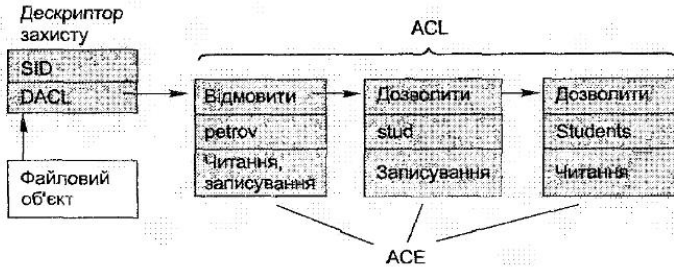 Дескриптор
захисту
ACL
SID
DACL
Файловий
об'єкт
Відмовити
petrov
Читання,
записування
Дозволити
stud
Записування
Дозволити
Students
Читання
ACE